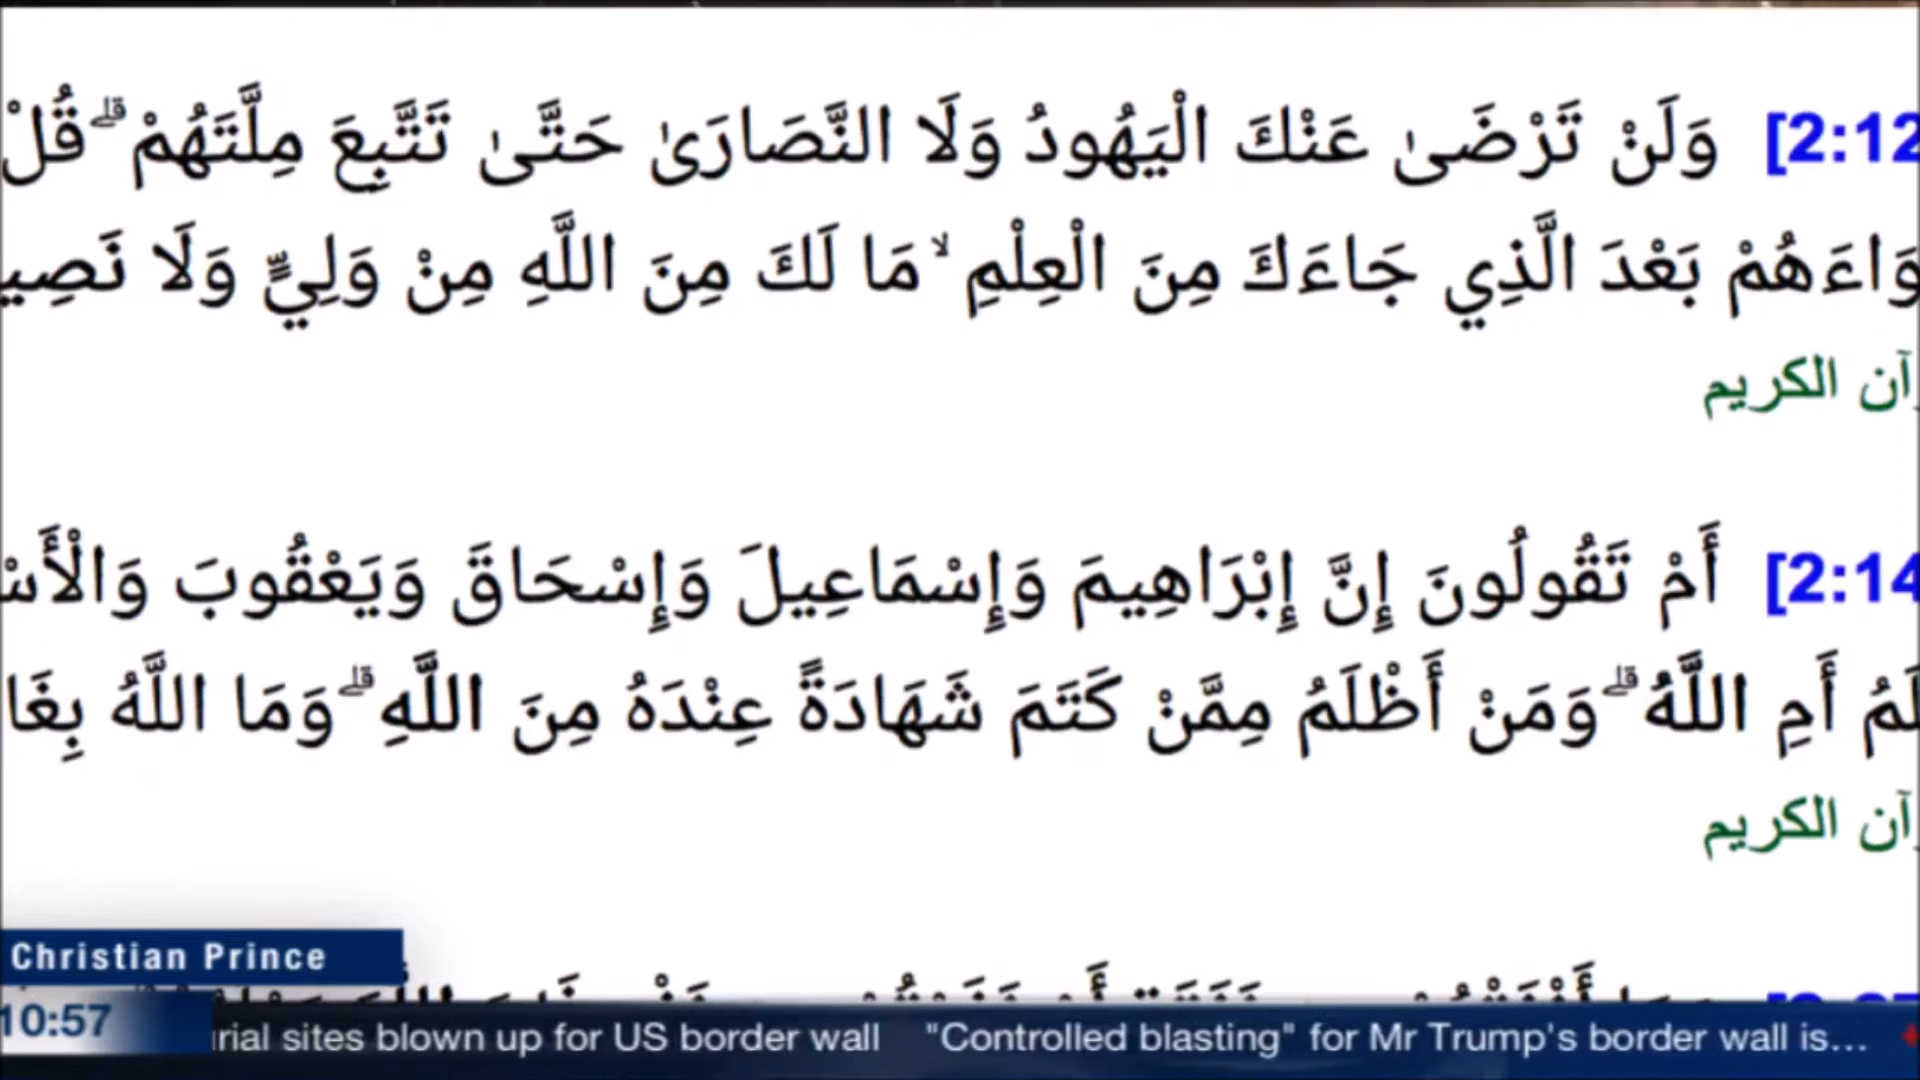 [2:12 وَلَنْ تَرْضَىٰ عَنْكَ الْيَهُودُ وَلَا النَّصَارَىٰ حَتَّىٰ تَتَّبِعَ مِلَّتَهُمْ ۗ قُلْ
وَاءَهُمْ بَعْدَ الَّذِي جَاءَكَ مِنَ الْعِلْمِ ۙ مَا لَكَ مِنَ اللَّهِ مِنْ وَلِيٍّ وَلَا نَصِي
آن الكريم
[2:14 أَمْ تَقُولُونَ إِنَّ إِبْرَاهِيمَ وَإِسْمَاعِيلَ وَإِسْحَاقَ وَيَعْقُوبَ وَالْأَسْ
لَمُ أَمِ اللَّهُ ۗ وَمَنْ أَظْلَمُ مِمَّنْ كَتَمَ شَهَادَةً عِنْدَهُ مِنَ اللَّهِ ۗ وَمَا اللَّهُ بِغَا
آن الكريم
Christian Prince
10:57
rial sites blown up for US border wall "Controlled blasting" for Mr Trump's border wall is...